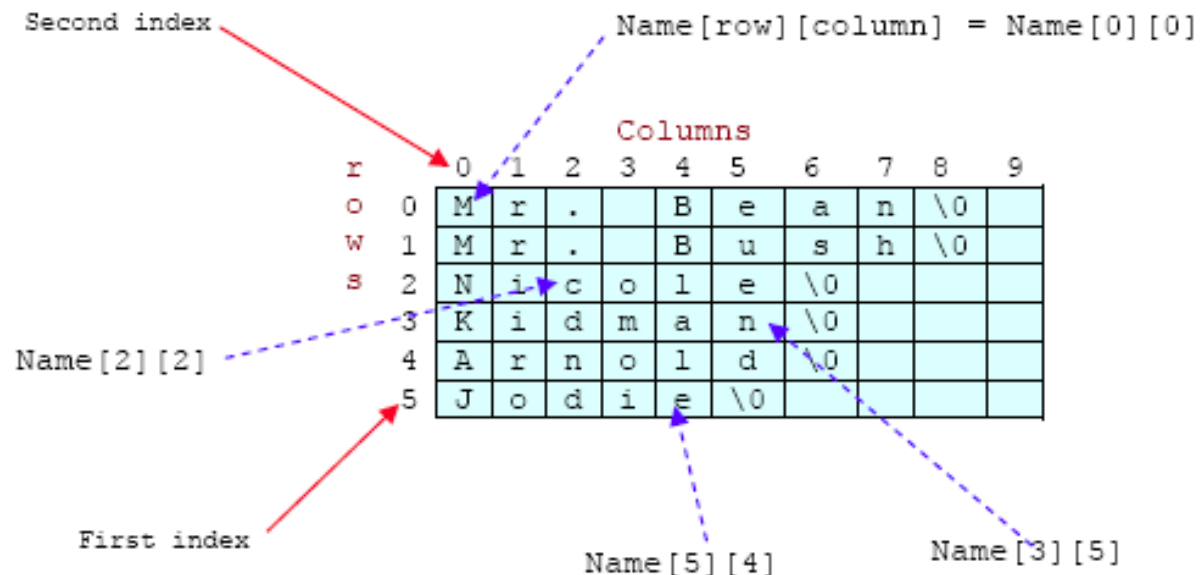 Second index
Name[row][column] = Name[0][0]
Columns
r 0 1 2 3 4 5 6 7 8 9
o 0 M r . B e a n \0
w 1 M r . B u s h \0
s 2 N i c o l e \0
3 K i d m a n \0
Name[2][2]
4 A r n o l d \0
5 J o d i e \0
First index
Name[5][4]
Name[3][5]